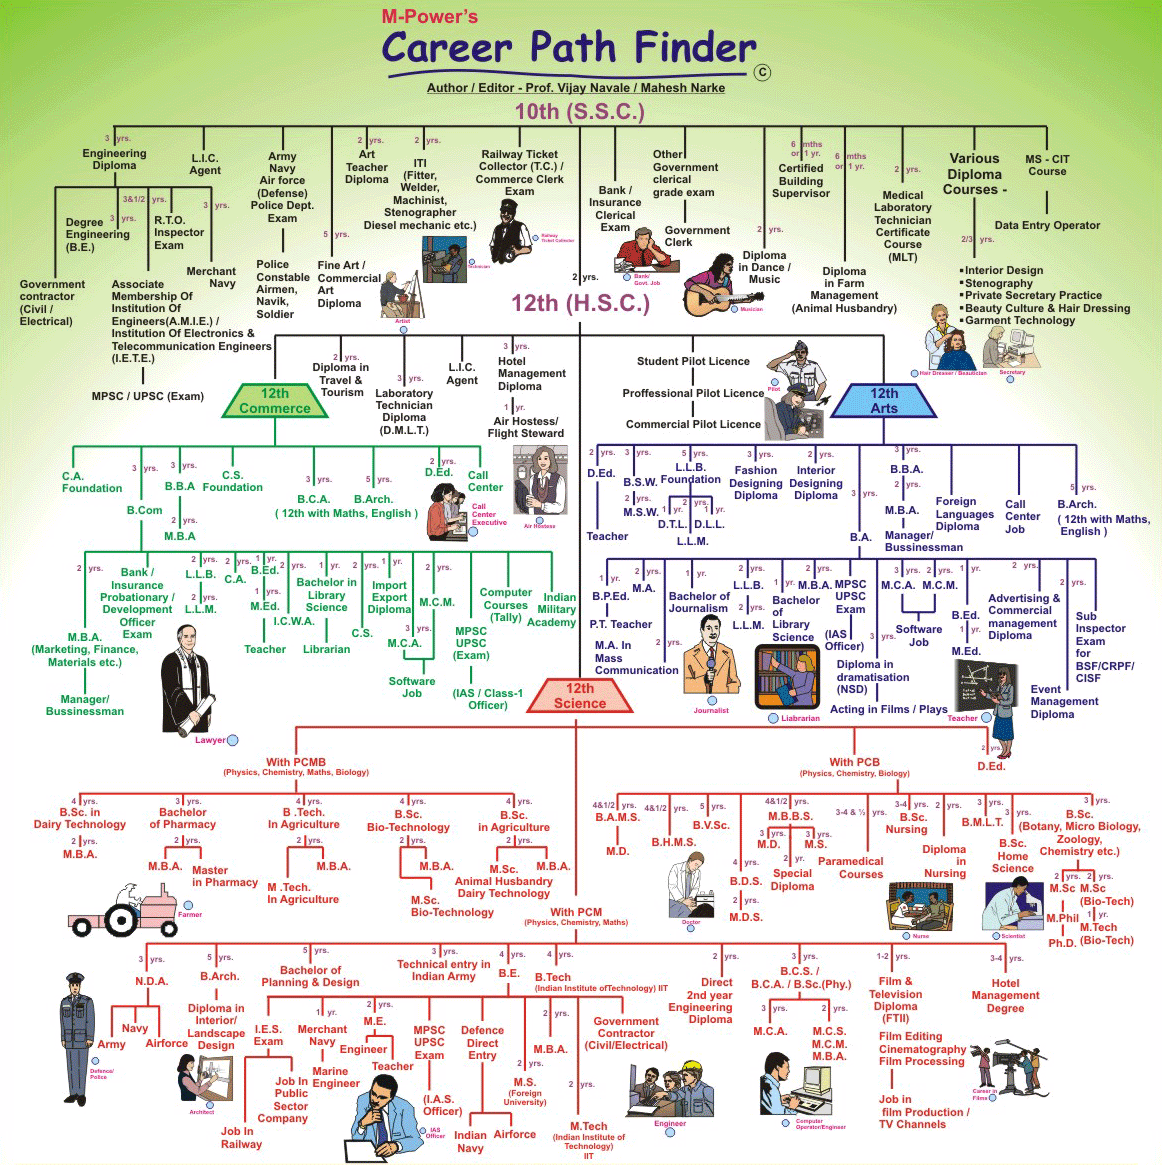 M-Power's
Career Path Finder
©
Author / Editor - Prof. Vijay Navale / Mahesh Narke
10th (S.S.C.)
3 yrs.
Engineering
Diploma
L.I.C.
Agent
Army
Navy
Air force
(Defense)
Police Dept.
Exam
2 yrs.
Art
Teacher
Diploma
2 yrs.
ITI
(Fitter,
Welder,
Machinist,
Stenographer
Diesel mechanic etc.)
Railway Ticket
Collector (T.C.) /
Commerce Clerk
Exam
Bank /
Insurance
Clerical
Exam
Other
Government
clerical
grade exam
Government
Clerk
6 mths
or 1 yr.
Certified
Building
Supervisor
6 mths
or 1 yr.
2 yrs.
Medical
Laboratory
Technician
Certificate
Course
(MLT)
Various
Diploma
Courses -
MS - CIT
Course
Data Entry Operator
3&1/2 yrs.
3 yrs.
3 yrs.
Degree
Engineering
(B.E.)
R.T.O.
Inspector
Exam
Merchant
Navy
Government
contractor
(Civil /
Electrical)
Associate
Membership Of
Institution Of
Engineers(A.M.I.E.) /
Institution Of Electronics &
Telecommunication Engineers
(I.E.T.E.)
MPSC / UPSC (Exam)
Police
Constable
Airmen,
Navik,
Soldier
5 yrs.
Fine Art /
Commercial
Art
Diploma
Artist
Technician
Railway
Ticket Collector
Bank/
Govt. Job
2 yrs.
Diploma
in Dance /
Music
Musician
Diploma
in Farm
Management
(Animal Husbandry)
2/3 yrs.
▪Interior Design
▪Stenography
▪Private Secretary Practice
▪Beauty Culture & Hair Dressing
▪Garment Technology
Hair Dresser / Beautician
Secretary
2 yrs.
12th (H.S.C.)
12th
Commerce
2 yrs.
Diploma in
Travel &
Tourism
3 yrs.
Laboratory
Technician
Diploma
(D.M.L.T.)
L.I.C.
Agent
3 yrs.
Hotel
Management
Diploma
1 yr.
Air Hostess/
Flight Steward
Air Hostess
Student Pilot Licence
Proffessional Pilot Licence
Commercial Pilot Licence
Pilot
12th
Arts
C.A.
Foundation
3 yrs.
B.Com
3 yrs.
B.B.A
2 yrs.
M.B.A
C.S.
Foundation
3 yrs.
B.C.A.
5 yrs.
B.Arch.
( 12th with Maths, English )
2 yrs.
D.Ed.
Call
Center
Call
Center
Executive
2 yrs.
M.B.A.
(Marketing, Finance,
Materials etc.)
Manager/
Bussinessman
Bank /
Insurance
Probationary /
Development
Officer
Exam
2 yrs.
L.L.B.
2 yrs.
L.L.M.
Lawyer
2 yrs.
C.A.
1 yr.
B.Ed.
1 yrs.
M.Ed.
Teacher
2 yrs.
I.C.W.A.
1 yr.
Bachelor in
Library
Science
Librarian
2 yrs.
C.S.
1 yr.
Import
Export
Diploma
3 yrs.
M.C.A.
2 yrs.
M.C.M.
Software
Job
MPSC
UPSC
(Exam)
(IAS / Class-1
Officer)
Computer
Courses
(Tally)
Indian
Military
Academy
2 yrs.
D.Ed.
Teacher
3 yrs.
B.S.W.
2 yrs.
M.S.W.
5 yrs.
L.L.B.
Foundation
1 yr.
2 yrs.
1 yrs.
D.T.L.
D.L.L.
L.L.M.
3 yrs.
Fashion
Designing
Diploma
2 yrs.
Interior
Designing
Diploma
3 yrs.
B.A.
3 yrs.
B.B.A.
2 yrs.
M.B.A.
Manager/
Bussinessman
Foreign
Languages
Diploma
Call
Center
Job
5 yrs.
B.Arch.
( 12th with Maths,
English )
1 yr.
B.P.Ed.
P.T. Teacher
2 yrs.
M.A.
M.A. In
Mass
Communication
2 yrs.
1 yr.
Bachelor of
Journalism
Journalist
2 yrs.
L.L.B.
2 yrs.
L.L.M.
1 yr.
Bachelor
of
Library
Science
Liabrarian
2 yrs.
M.B.A.
MPSC
UPSC
Exam
(IAS
Officer)
3 yrs.
Diploma in
dramatisation
(NSD)
Acting in Films / Plays
3 yrs.
M.C.A.
2 yrs.
M.C.M.
Software
Job
1 yr.
B.Ed.
1 yr.
M.Ed.
Teacher
2 yrs.
Advertising &
Commercial
management
Diploma
Event
Management
Diploma
2 yrs.
Sub
Inspector
Exam
for
BSF/CRPF/
CISF
12th
Science
With PCMB
(Physics, Chemistry, Maths, Biology)
With PCB
(Physics, Chemistry, Biology)
2 yrs.
D.Ed.
4 yrs.
B.Sc. in
Dairy Technology
2 yrs.
M.B.A.
3 yrs.
Bachelor
of Pharmacy
2 yrs.
M.B.A.
Master
in Pharmacy
Farmer
4 yrs.
B .Tech.
In Agriculture
2 yrs.
M.B.A.
M .Tech.
In Agriculture
4 yrs.
B.Sc.
Bio-Technology
2 yrs.
M.B.A.
M.Sc.
Bio-Technology
4 yrs.
B.Sc.
in Agriculture
2 yrs.
M.Sc.
M.B.A.
Animal Husbandry
Dairy Technology
4&1/2 yrs.
B.A.M.S.
M.D.
4&1/2 yrs.
B.H.M.S.
Doctor
5 yrs.
B.V.Sc.
4 yrs.
B.D.S.
2 yrs.
M.D.S.
4&1/2 yrs.
M.B.B.S.
3 yrs.
M.D.
3 yrs.
M.S.
2 yr.
Special
Diploma
3-4 & ½ yrs.
Paramedical
Courses
3-4 yrs.
B.Sc.
Nursing
2 yrs.
Diploma
in
Nursing
Nurse
3 yrs.
B.M.L.T.
3 yrs.
B.Sc.
Home
Science
Scientist
3 yrs.
B.Sc.
(Botany, Micro Biology,
Zoology,
Chemistry etc.)
2 yrs.
M.Sc
M.Phil
Ph.D.
2 yrs.
M.Sc
(Bio-Tech)
1 yr.
M.Tech
(Bio-Tech)
With PCM
(Physics, Chemistry, Maths)
3 yrs.
N.D.A.
Army
Navy
Airforce
Defence/
Police
5 yrs.
B.Arch.
Diploma in
Interior/
Landscape
Design
Architect
5 yrs.
Bachelor of
Planning & Design
3 yrs.
Technical entry in
Indian Army
4 yrs.
B.E.
4 yrs.
B.Tech
(Indian Institute ofTechnology) IIT
2 yrs.
Direct
2nd year
Engineering
Diploma
3 yrs.
B.C.S. /
B.C.A. / B.Sc.(Phy.)
3 yrs.
M.C.A.
2 yrs.
M.C.S.
M.C.M.
M.B.A.
Computer
Operator/Engineer
1-2 yrs.
Film &
Television
Diploma
(FTII)
Film Editing
Cinematography
Film Processing
Job in
film Production /
TV Channels
3-4 yrs.
Hotel
Management
Degree
Career in
Films
I.E.S.
Exam
Job In
Railway
Job In
Public
Sector
Company
1 yr.
Merchant
Navy
Marine
Engineer
2 yrs.
M.E.
Engineer
Teacher
MPSC
UPSC
Exam
(I.A.S.
Officer)
IAS
Officer
Defence
Direct
Entry
Indian
Navy
Airforce
2 yrs.
M.S.
(Foreign
University)
2 yrs.
M.B.A.
2 yrs.
M.Tech
(Indian Institute of
Technology)
IIT
Government
Contractor
(Civil/Electrical)
Engineer